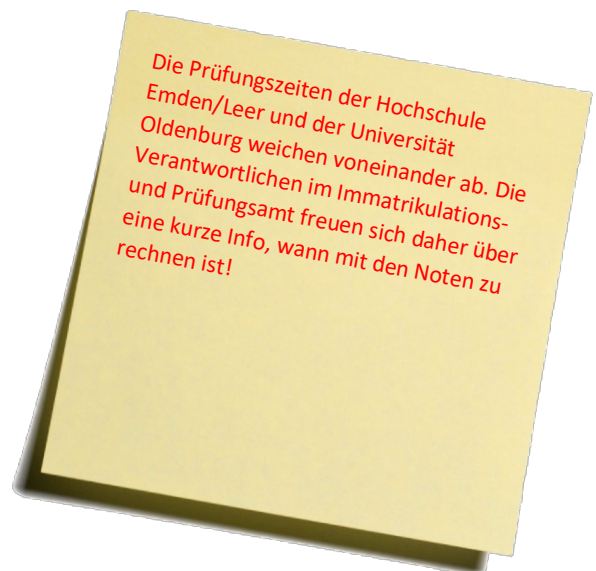 Die Prüfungszeiten der Hochschule
Emden/Leer und der Universität
Oldenburg weichen voneinander ab. Die
Verantwortlichen im Immatrikulations-
und Prüfungsamt freuen sich daher über
eine kurze Info, wann mit den Noten zu
rechnen ist!